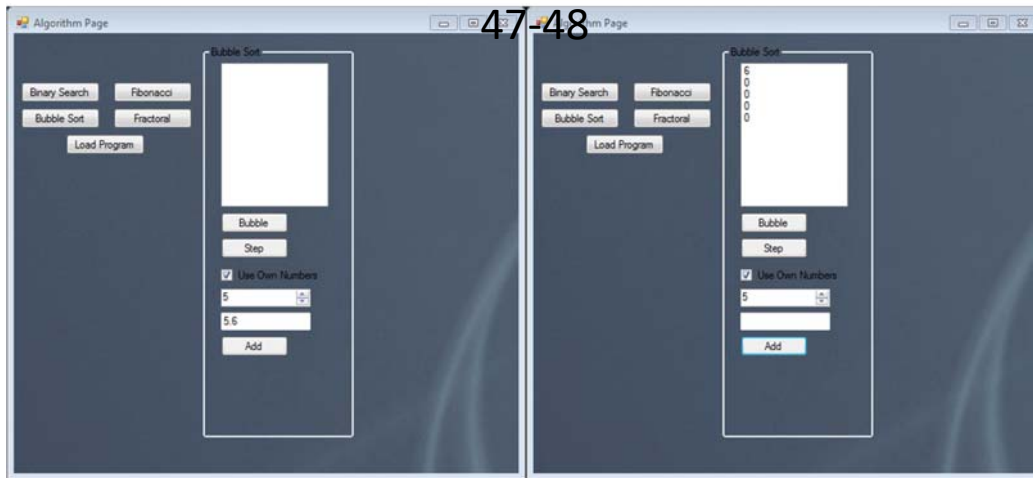 47-48
Algorithm Page
Bubble Sort
Binary Search
Fibonacci
Bubble Sort
Fractoral
Load Program
Bubble
Step
Use Own Numbers
5
5.6
Add
Algorithm Page
Bubble Sort
6
0
0
0
0
Binary Search
Fibonacci
Bubble Sort
Fractoral
Load Program
Bubble
Step
Use Own Numbers
5
Add